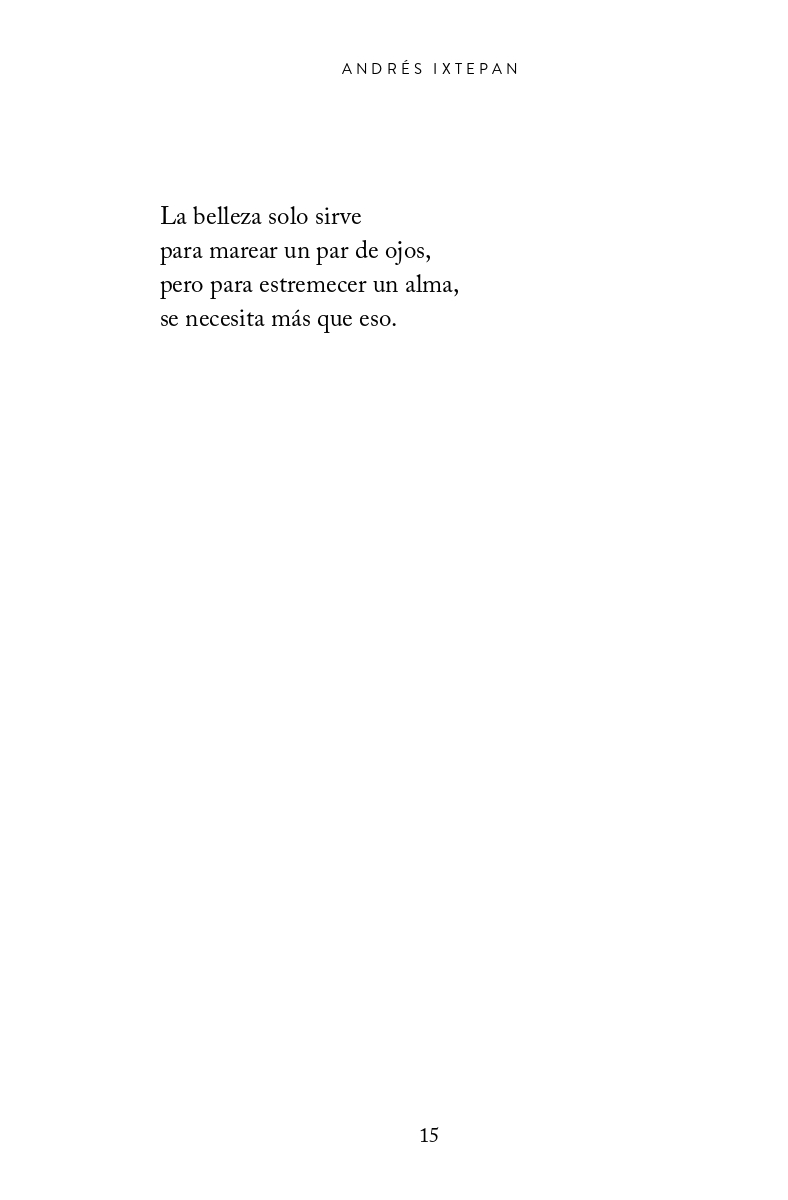 ANDRÉS IXTEPAN
La belleza solo sirve
para marear un par de ojos,
pero para estremecer un alma,
se necesita más que eso.
15